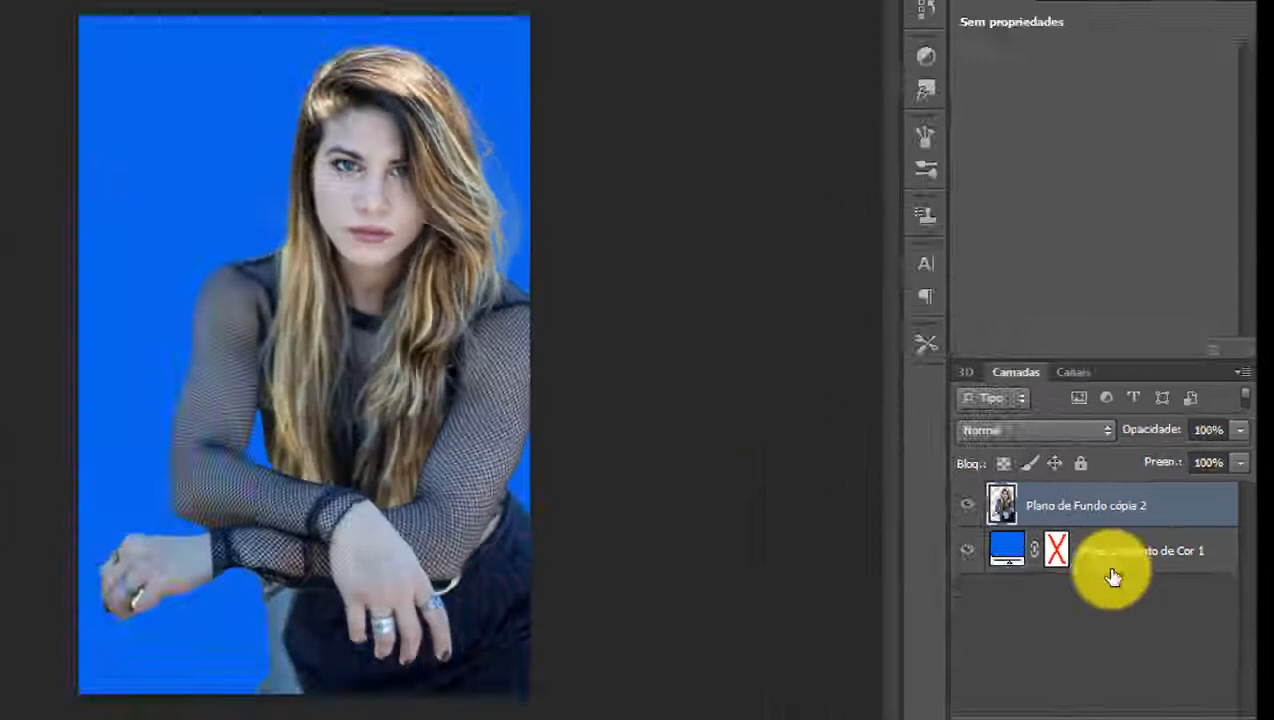 Sem propriedades
3D Camadas Canais
Tipo
Normal Opacidade: 100%
Bloq.: Preen.: 100%
Plano de Fundo cópia 2
de Cor 1